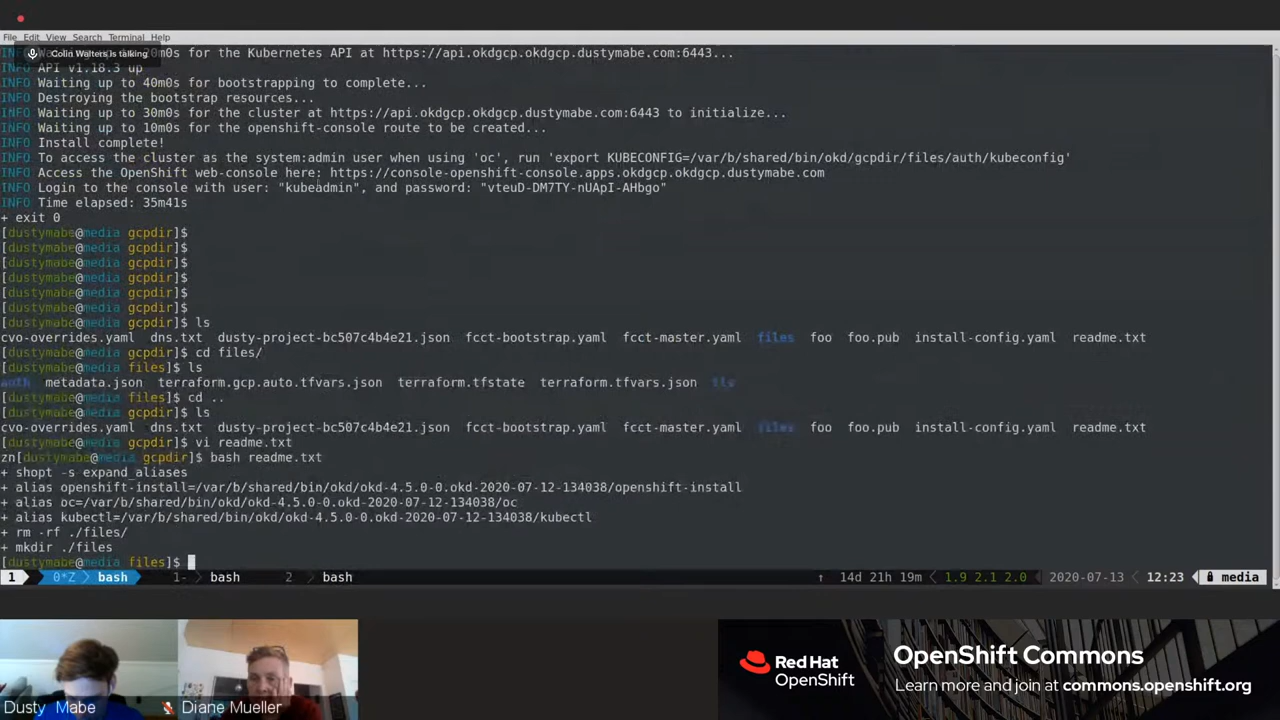 File Edit View Search Terminal Help
Colin Walters is talking
INFO for the Kubernetes API at https://api.okdgcp.okdgcp.dustymabe.com:6443...
INFO API v1.18.3 up
INFO Waiting up to 40m0s for bootstrapping to complete...
INFO Destroying the bootstrap resources...
INFO Waiting up to 30m0s for the cluster at https://api.okdgcp.okdgcp.dustymabe.com:6443 to initialize...
INFO Waiting up to 10m0s for the openshift-console route to be created...
INFO Install complete!
INFO To access the cluster as the system:admin user when using 'oc', run 'export KUBECONFIG=/var/b/shared/bin/okd/gcpdir/files/auth/kubeconfig'
INFO Access the OpenShift web-console here: https://console-openshift-console.apps.okdgcp.okdgcp.dustymabe.com
INFO Login to the console with user: "kubeadmin", and password: "vteuD-DM7TY-nUApI-AHbgo"
INFO Time elapsed: 35m41s
+ exit 0
[dustymabe@media gcpdir]$
[dustymabe@media gcpdir]$
[dustymabe@media gcpdir]$
[dustymabe@media gcpdir]$
[dustymabe@media gcpdir]$
[dustymabe@media gcpdir]$
[dustymabe@media gcpdir]$ ls
cvo-overrides.yaml dns.txt dusty-project-bc507c4b4e21.json fcct-bootstrap.yaml fcct-master.yaml files foo foo.pub install-config.yaml readme.txt
[dustymabe@media gcpdir]$ cd files/
[dustymabe@media files]$ ls
auth metadata.json terraform.gcp.auto.tfvars.json terraform.tfstate terraform.tfvars.json tls
[dustymabe@media files]$ cd ..
[dustymabe@media gcpdir]$ ls
cvo-overrides.yaml dns.txt dusty-project-bc507c4b4e21.json fcct-bootstrap.yaml fcct-master.yaml files foo foo.pub install-config.yaml readme.txt
[dustymabe@media gcpdir]$ vi readme.txt
zn[dustymabe@media gcpdir]$ bash readme.txt
+ shopt -s expand_aliases
+ alias openshift-install=/var/b/shared/bin/okd/okd-4.5.0-0.okd-2020-07-12-134038/openshift-install
+ alias oc=/var/b/shared/bin/okd/okd-4.5.0-0.okd-2020-07-12-134038/oc
+ alias kubectl=/var/b/shared/bin/okd/okd-4.5.0-0.okd-2020-07-12-134038/kubectl
+ rm -rf ./files/
+ mkdir ./files
[dustymabe@media files]$
1 0*Z bash 1- bash 2 bash ↑ 14d 21h 19m 1.9 2.1 2.0 2020-07-13 12:23 media
Dusty Mabe
Diane Mueller
Red Hat
OpenShift
OpenShift Commons
Learn more and join at commons.openshift.org